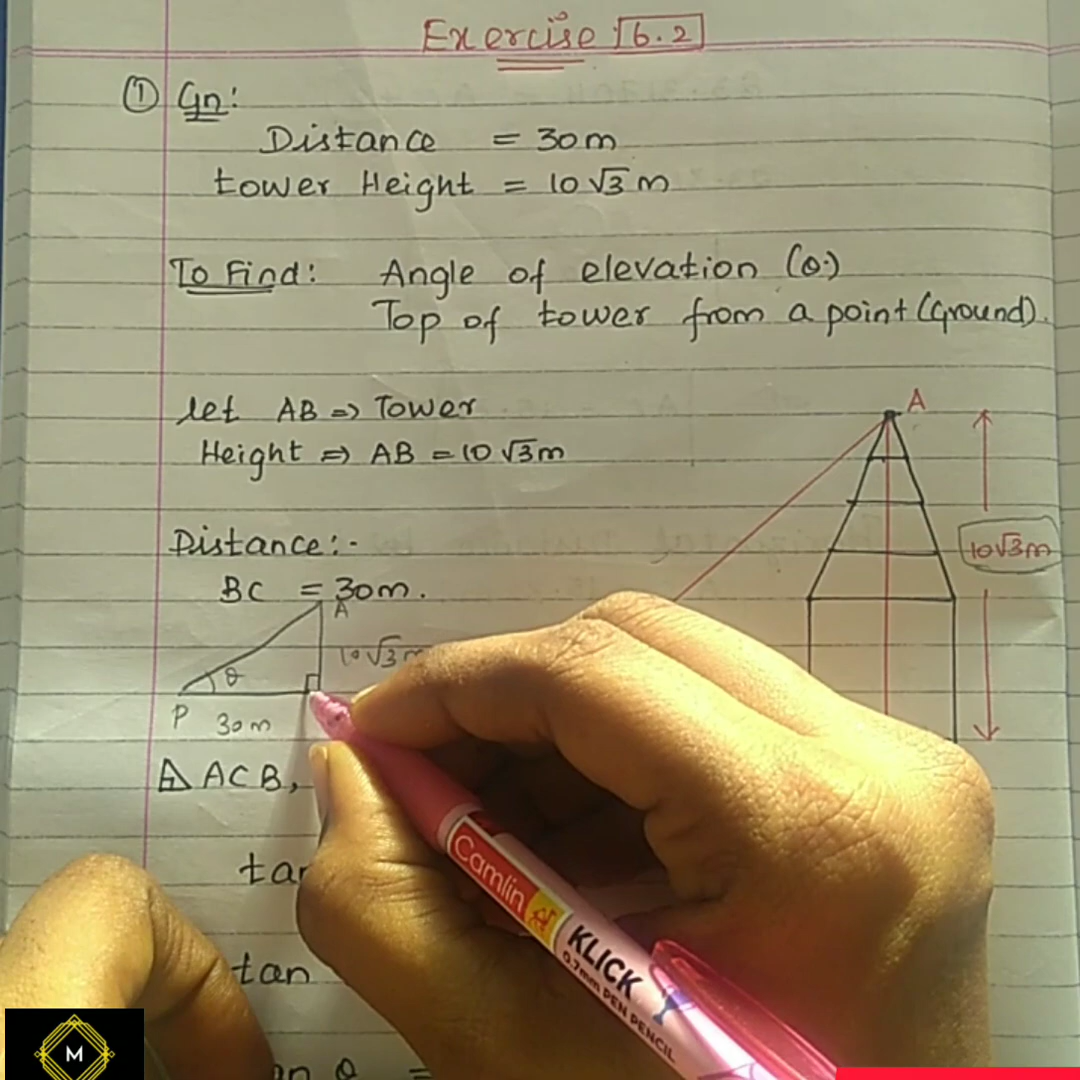 Exercise 6.2
① Gn:
Distance = 30m
tower Height = 10√3 m
To Find: Angle of elevation (θ)
Top of tower from a point (Ground).
let AB => Tower
Height => AB = 10√3m
Distance:-
BC = 30m.
A
10√3m
A
10√3
θ
P 30m
ACB,
tan
tan θ =
Camlin
KLICK
0.7mm PEN PENCIL
M